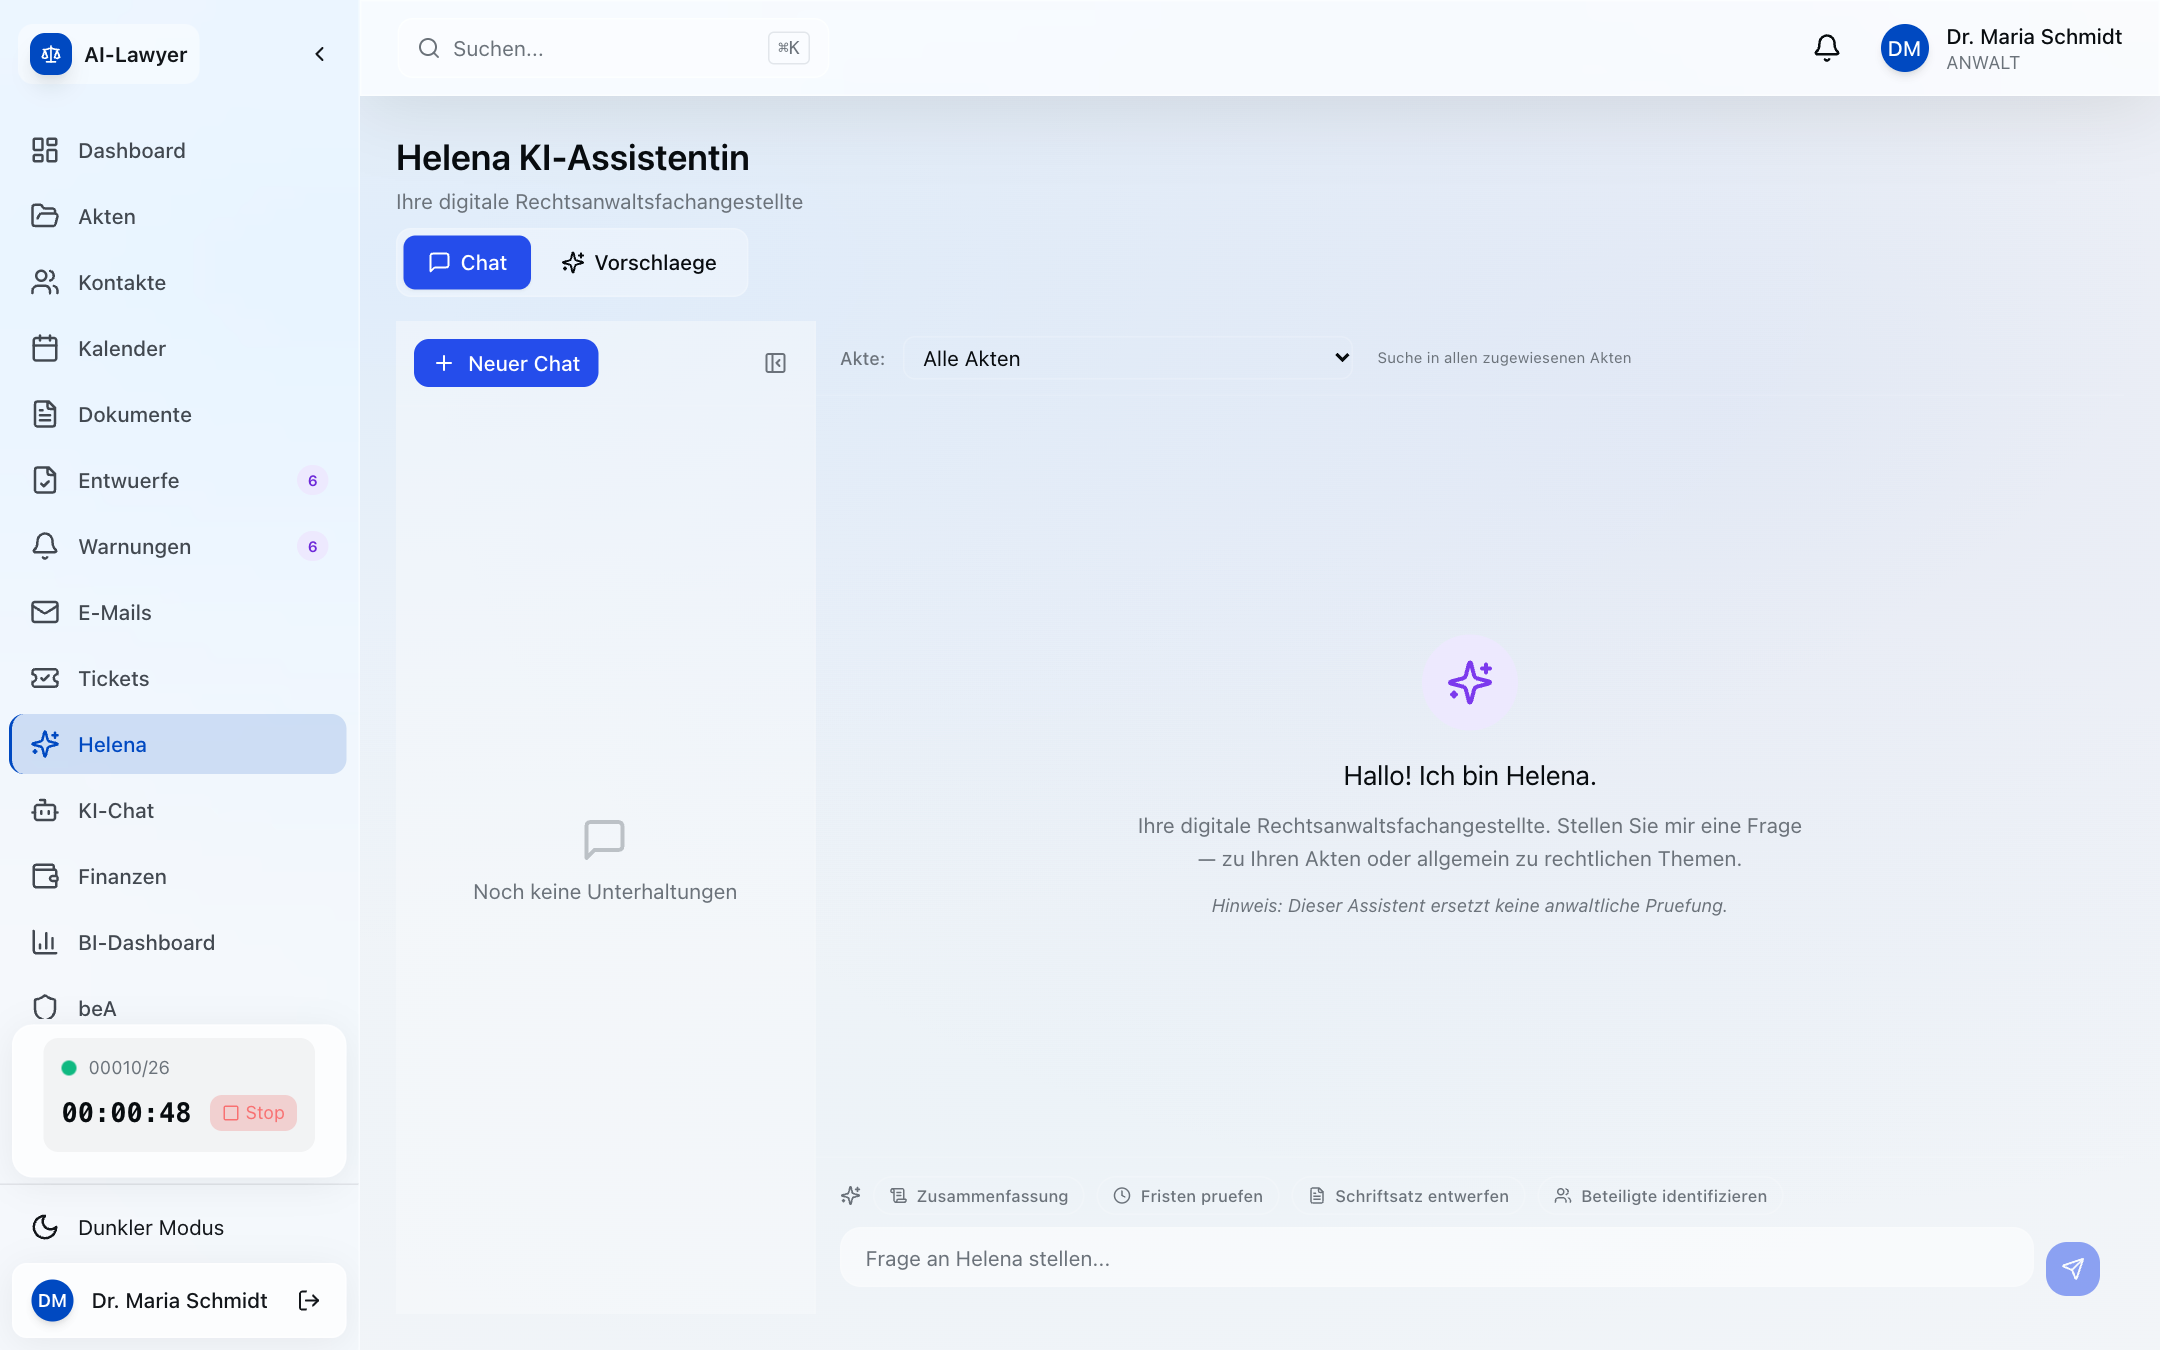 AI-Lawyer
Dashboard
Akten
Kontakte
Kalender
Dokumente
Entwuerfe 6
Warnungen 6
E-Mails
Tickets
Helena
KI-Chat
Finanzen
BI-Dashboard
beA
00010/26
00:00:48 Stop
Dunkler Modus
DM Dr. Maria Schmidt
Suchen... ⌘K
DM Dr. Maria Schmidt
ANWALT
Helena KI-Assistentin
Ihre digitale Rechtsanwaltsfachangestellte
Chat Vorschlaege
Neuer Chat
Noch keine Unterhaltungen
Akte: Alle Akten Suche in allen zugewiesenen Akten
Hallo! Ich bin Helena.
Ihre digitale Rechtsanwaltsfachangestellte. Stellen Sie mir eine Frage
— zu Ihren Akten oder allgemein zu rechtlichen Themen.
Hinweis: Dieser Assistent ersetzt keine anwaltliche Pruefung.
Zusammenfassung Fristen pruefen Schriftsatz entwerfen Beteiligte identifizieren
Frage an Helena stellen...